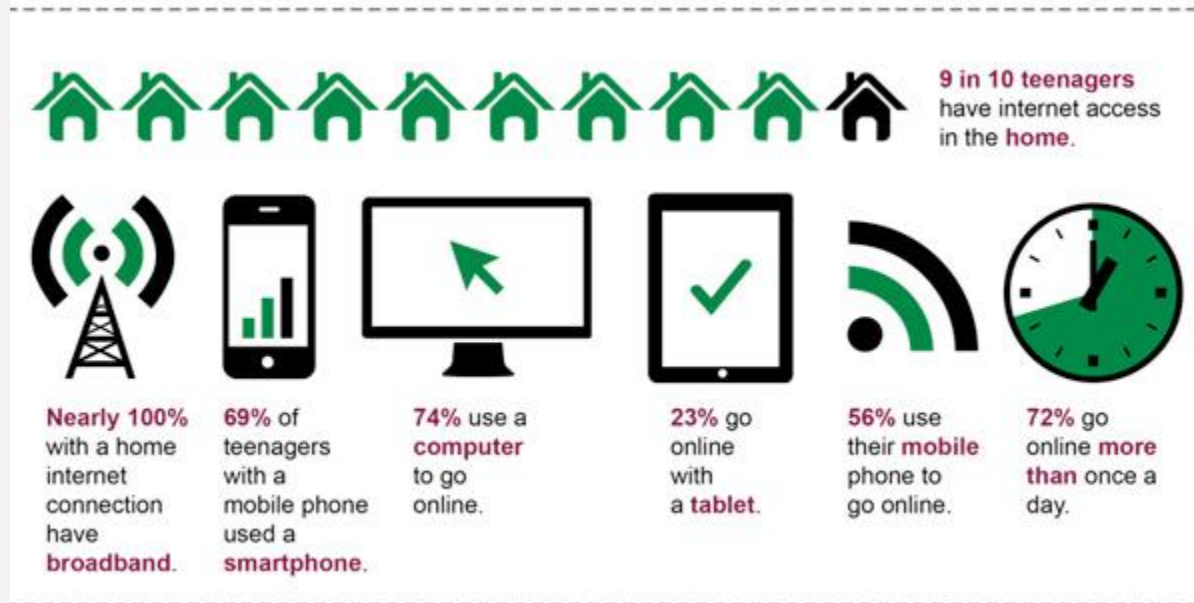 9 in 10 teenagers
have internet access
in the home.
Nearly 100%
with a home
internet
connection
have
broadband.
69% of
teenagers
with a
mobile phone
used a
smartphone.
74% use a
computer
to go
online.
23% go
online
with
a tablet.
56% use
their mobile
phone to
go online.
72% go
online more
than once a
day.